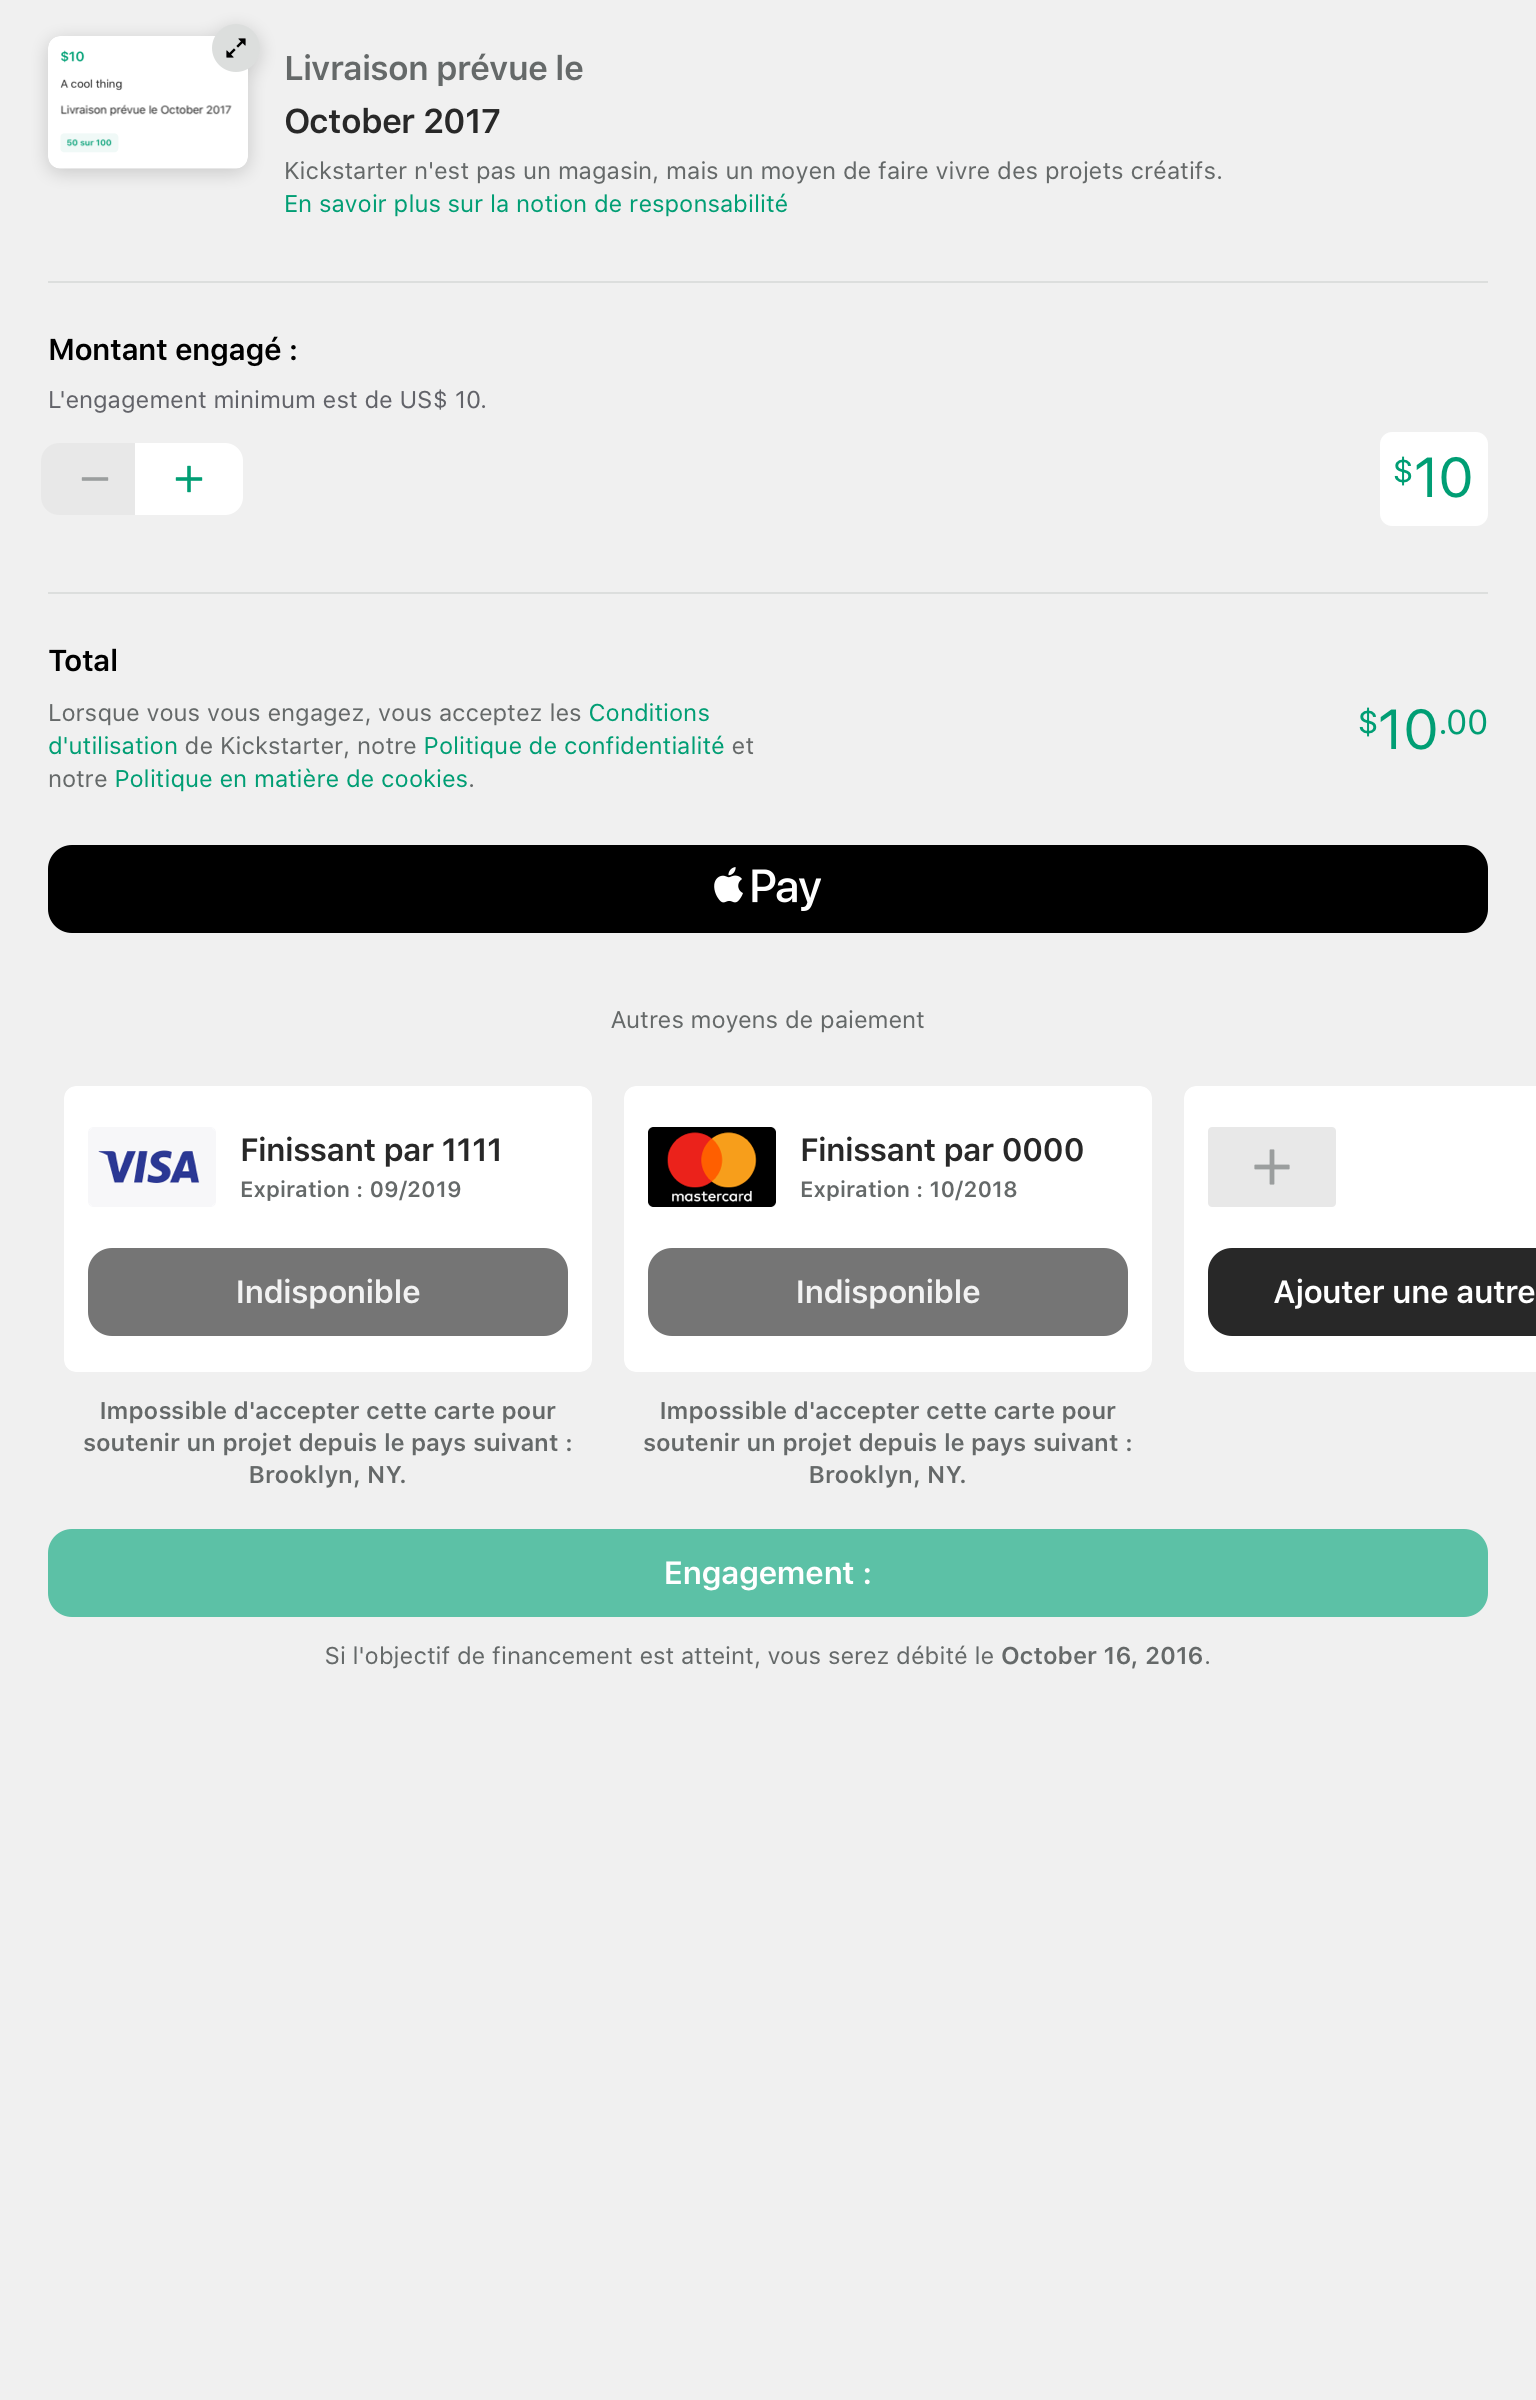 $10
A cool thing
Livraison prévue le October 2017
50 sur 100
Livraison prévue le
October 2017
Kickstarter n'est pas un magasin, mais un moyen de faire vivre des projets créatifs.
En savoir plus sur la notion de responsabilité
Montant engagé :
L'engagement minimum est de US$ 10.
$10
Total
Lorsque vous vous engagez, vous acceptez les Conditions
d'utilisation de Kickstarter, notre Politique de confidentialité et
notre Politique en matière de cookies.
$10.00
Pay
Autres moyens de paiement
VISA
Finissant par 1111
Expiration : 09/2019
Indisponible
Impossible d'accepter cette carte pour
soutenir un projet depuis le pays suivant :
Brooklyn, NY.
mastercard
Finissant par 0000
Expiration : 10/2018
Indisponible
Impossible d'accepter cette carte pour
soutenir un projet depuis le pays suivant :
Brooklyn, NY.
Ajouter une autre
Engagement :
Si l'objectif de financement est atteint, vous serez débité le October 16, 2016.